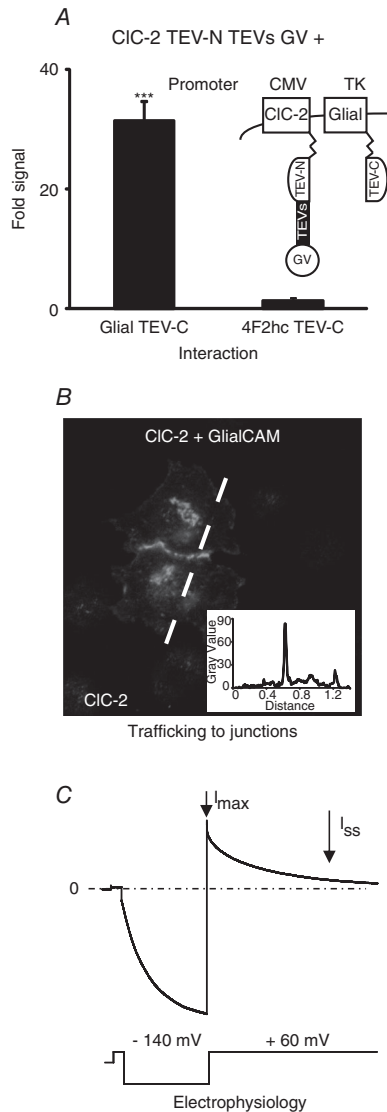 A
ClC-2 TEV-N TEVs GV +
40
20
0
Fold signal
***
Promoter CMV TK
ClC-2 Glial
TEV-N
TEV-C
TEVs
GV
Glial TEV-C 4F2hc TEV-C
Interaction
B
ClC-2 + GlialCAM
ClC-2
90
60
30
0
Gray Value
0 0.4 0.8 1.2
Distance
Trafficking to junctions
C
Imax
Iss
0
- 140 mV + 60 mV
Electrophysiology